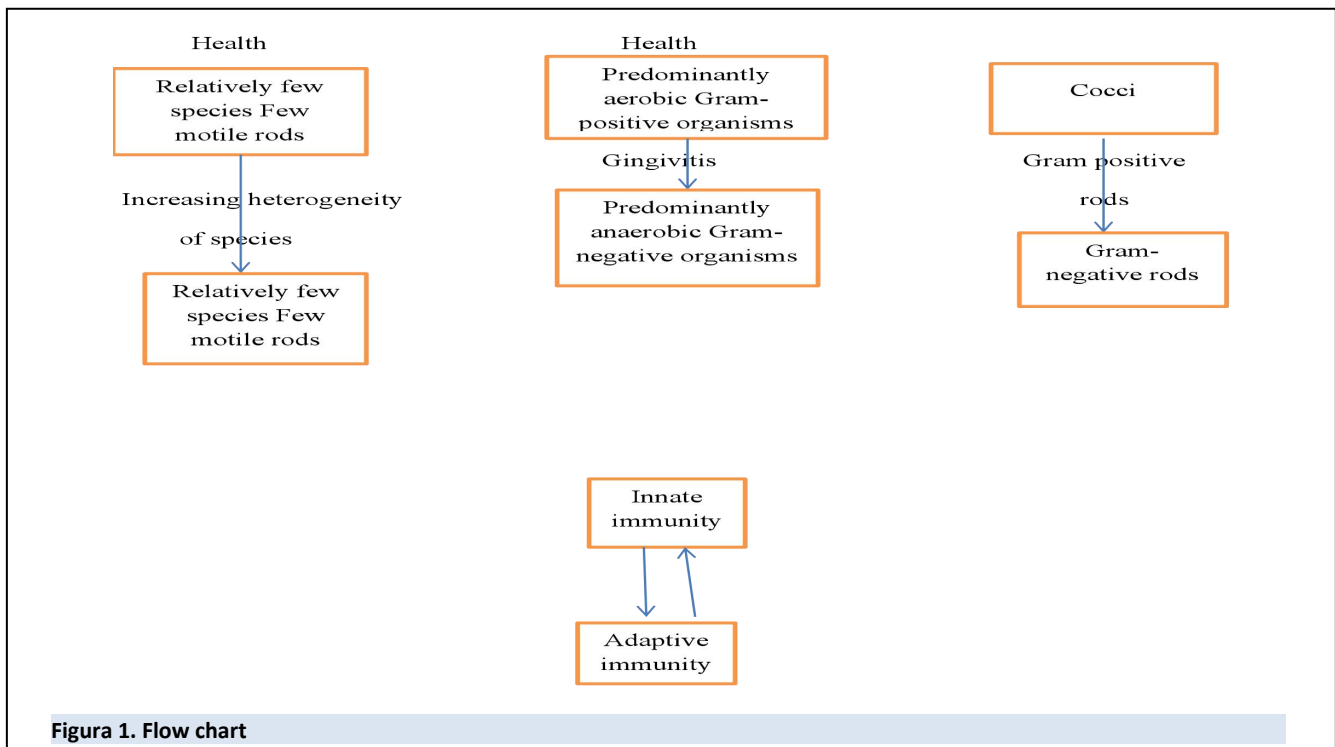 Health
Relatively few
species Few
motile rods
Increasing heterogeneity
of species
Relatively few
species Few
motile rods
Health
Predominantly
aerobic Gram-
positive organisms
Gingivitis
Predominantly
anaerobic Gram-
negative organisms
Cocci
Gram positive
rods
Gram-
negative rods
Innate
immunity
Adaptive
immunity
Figura 1. Flow chart